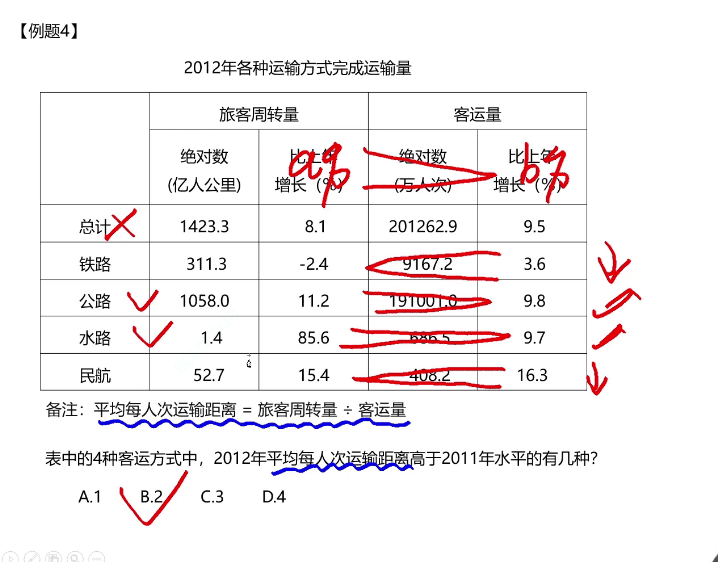 【例题4】
2012年各种运输方式完成运输量
旅客周转量 客运量
绝对数 比上年 绝对数 比上年
(亿人公里) 增长(%) (万人次) 增长(%)
a% b%
总计 1423.3 8.1 201262.9 9.5
铁路 311.3 -2.4 9167.2 3.6
公路 1058.0 11.2 191001.0 9.8
水路 1.4 85.6 686.5 9.7
民航 52.7 15.4 408.2 16.3
备注：平均每人次运输距离 = 旅客周转量 ÷ 客运量
表中的4种客运方式中，2012年平均每人次运输距离高于2011年水平的有几种？
A.1 B.2 C.3 D.4